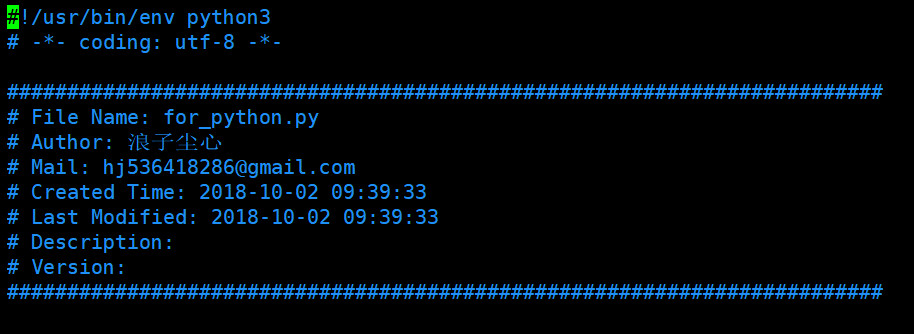 #!/usr/bin/env python3
# -*- coding: utf-8 -*-
#########################################################################
# File Name: for_python.py
# Author: 浪子尘心
# Mail: hj536418286@gmail.com
# Created Time: 2018-10-02 09:39:33
# Last Modified: 2018-10-02 09:39:33
# Description:
# Version:
#########################################################################